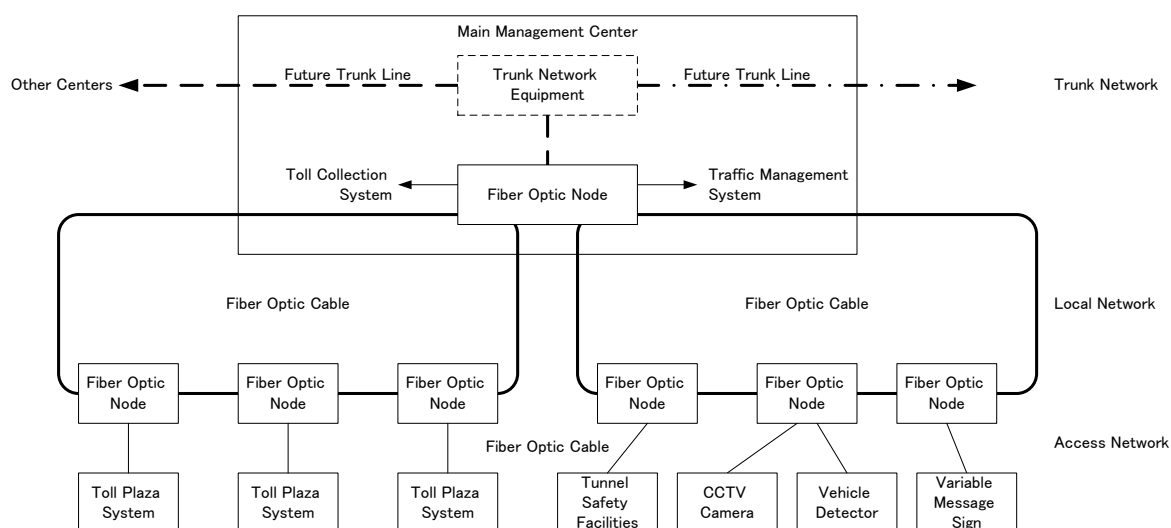 Main Management Center
Other Centers
Future Trunk Line
Trunk Network
Equipment
Future Trunk Line
Trunk Network
Toll Collection
System
Fiber Optic Node
Traffic Management
System
Fiber Optic Cable
Fiber Optic Cable
Local Network
Fiber Optic
Node
Fiber Optic
Node
Fiber Optic
Node
Fiber Optic
Node
Fiber Optic
Node
Fiber Optic
Node
Fiber Optic Cable
Access Network
Toll Plaza
System
Toll Plaza
System
Toll Plaza
System
Tunnel
Safety
Facilities
CCTV
Camera
Vehicle
Detector
Variable
Message
Sign